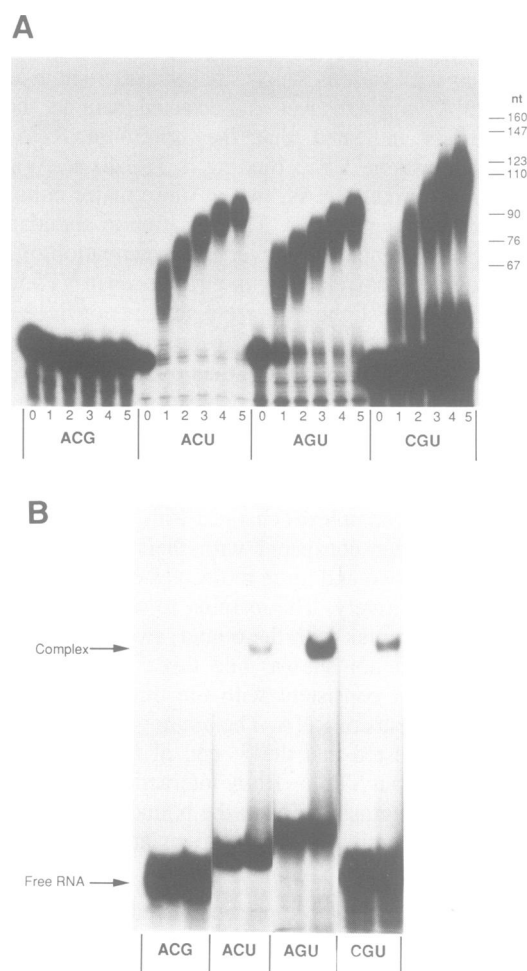 A
nt
160
147
123
110
90
76
67
0 1 2 3 4 5 0 1 2 3 4 5 0 1 2 3 4 5 0 1 2 3 4 5
ACG ACU AGU CGU
B
Complex
Free RNA
ACG ACU AGU CGU